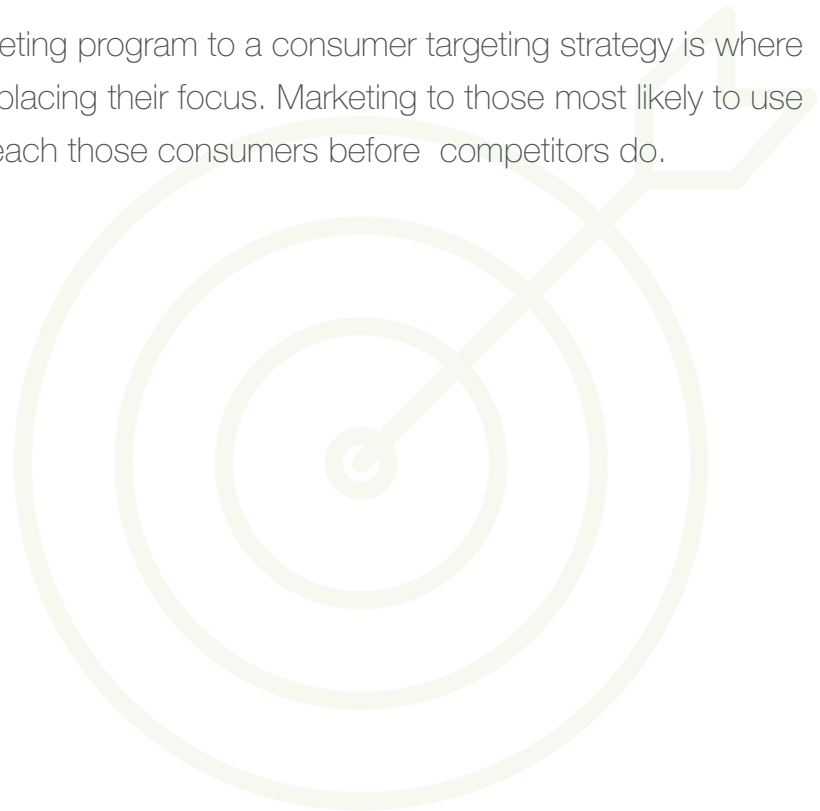 eting program to a consumer targeting strategy is where
placing their focus. Marketing to those most likely to use
each those consumers before  competitors do.